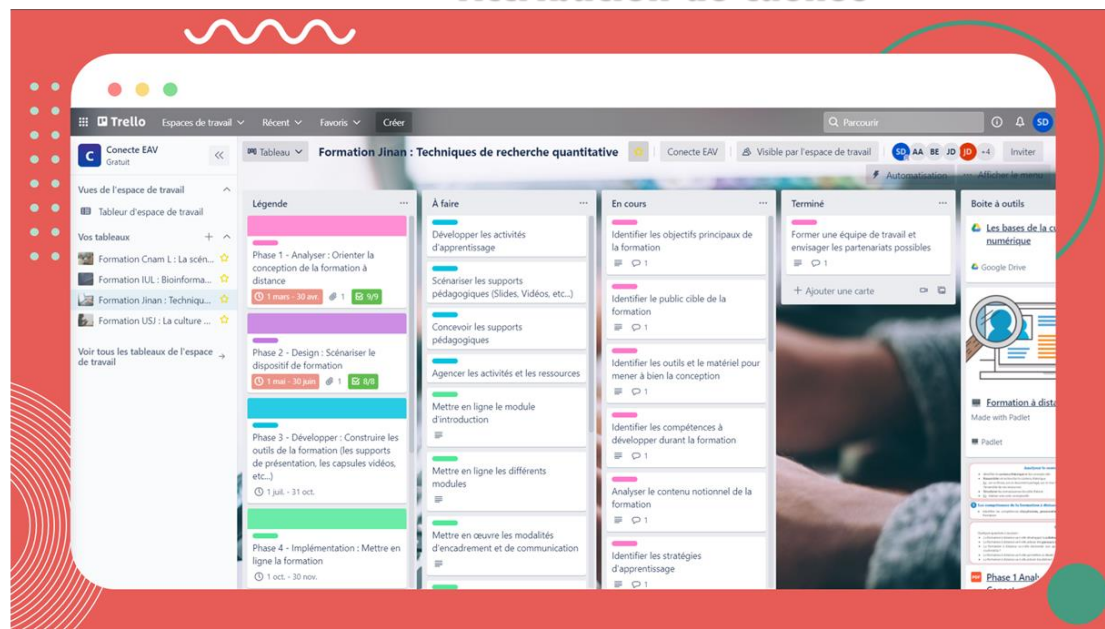 Trello
Espaces de travail
Récent
Favoris
Créer
Parcourir
SD
C
Conecte EAV
Gratuit
Tableau
Formation Jinan : Techniques de recherche quantitative
Conecte EAV
Visible par l'espace de travail
SD AA BE JD JD +4
Inviter
Automatisation
Afficher le menu
Vues de l'espace de travail
Tableur d'espace de travail
Vos tableaux
Formation Cnam L : La scén...
Formation IUL : Bioinforma...
Formation Jinan : Techniqu...
Formation USJ : La culture ...
Voir tous les tableaux de l'espace
de travail
Légende
Phase 1 - Analyser : Orienter la
conception de la formation à
distance
1 mars - 30 avr. 1 9/9
Phase 2 - Design : Scénariser le
dispositif de formation
1 mai - 30 juin 1 8/8
Phase 3 - Développer : Construire les
outils de la formation (les supports
de présentation, les capsules vidéos,
etc...)
1 juil. - 31 oct.
Phase 4 - Implémentation : Mettre en
ligne la formation
1 oct. - 30 nov.
À faire
Développer les activités
d'apprentissage
Scénariser les supports
pédagogiques (Slides, Vidéos, etc...)
Concevoir les supports
pédagogiques
Agencer les activités et les ressources
Mettre en ligne le module
d'introduction
Mettre en ligne les différents
modules
Mettre en œuvre les modalités
d'encadrement et de communication
En cours
Identifier les objectifs principaux de
la formation
1
Identifier le public cible de la
formation
1
Identifier les outils et le matériel pour
mener à bien la conception
1
Identifier les compétences à
développer durant la formation
1
Analyser le contenu notionnel de la
formation
1
Identifier les stratégies
d'apprentissage
1
Terminé
Former une équipe de travail et
envisager les partenariats possibles
1
+ Ajouter une carte
Boite à outils
Les bases de la cu
numérique
Google Drive
Formation à dista
Made with Padlet
Padlet
Phase 1 Anal